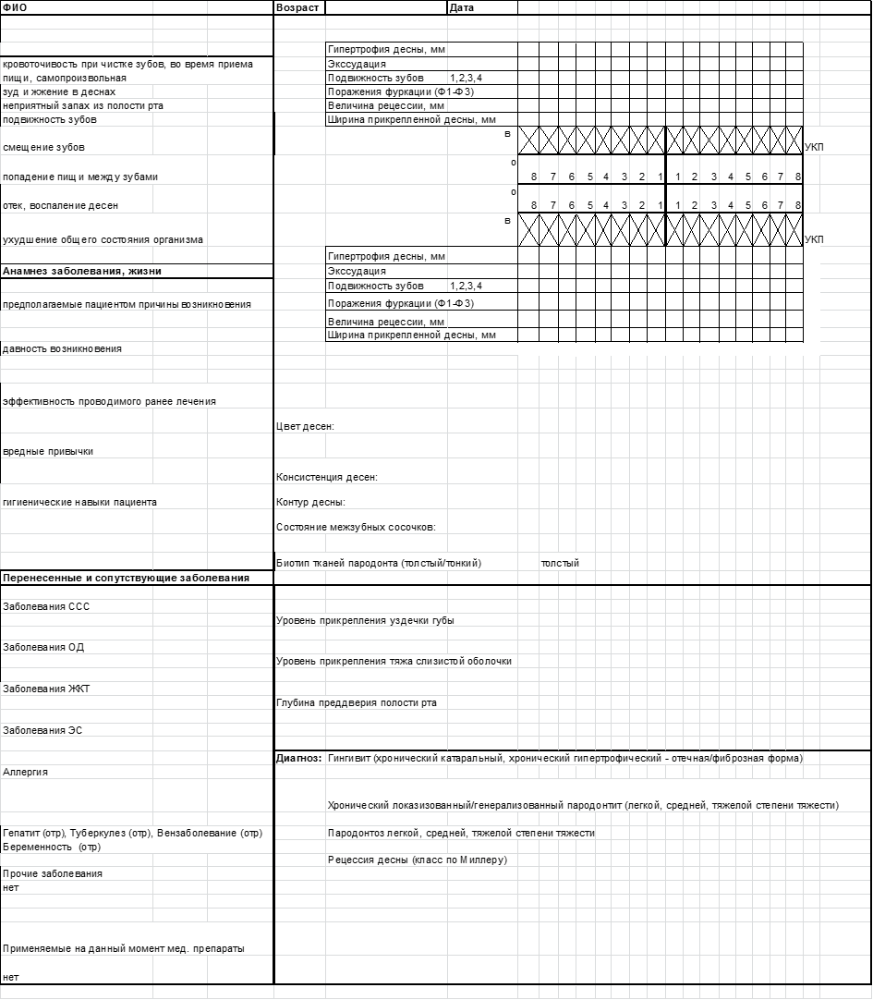 ФИО Возраст Дата
Гипертрофия десны, мм
кровоточивость при чистке зубов, во время приема
пищи, самопроизвольная
Экссудация
Подвижность зубов 1,2,3,4
зуд и жжение в деснах
Поражения фуркации (Ф1-Ф3)
неприятный запах из полости рта
Величина рецессии, мм
подвижность зубов
Ширина прикрепленной десны, мм
в
смещение зубов
УКП
о
попадение пищи между зубами
8 7 6 5 4 3 2 1 1 2 3 4 5 6 7 8
о
отек, воспаление десен
8 7 6 5 4 3 2 1 1 2 3 4 5 6 7 8
в
ухудшение общего состояния организма
УКП
Гипертрофия десны, мм
Анамнез заболевания, жизни
Экссудация
Подвижность зубов 1,2,3,4
предполагаемые пациентом причины возникновения
Поражения фуркации (Ф1-Ф3)
Величина рецессии, мм
Ширина прикрепленной десны, мм
давность возникновения
эффективность проводимого ранее лечения
Цвет десен:
вредные привычки
Консистенция десен:
гигиенические навыки пациента
Контур десны:
Состояние межзубных сосочков:
Биотип тканей пародонта (толстый/тонкий) толстый
Перенесенные и сопутствующие заболевания
Заболевания ССС
Уровень прикрепления уздечки губы
Заболевания ОД
Уровень прикрепления тяжа слизистой оболочки
Заболевания ЖКТ
Глубина преддверия полости рта
Заболевания ЭС
Диагноз: Гингивит (хронический катаральный, хронический гипертрофический - отечная/фиброзная форма)
Аллергия
Хронический локазизованный/генерализованный пародонтит (легкой, средней, тяжелой степени тяжести)
Гепатит (отр), Туберкулез (отр), Вензаболевание (отр)
Беременность (отр)
Пародонтоз легкой, средней, тяжелой степени тяжести
Рецессия десны (класс по Миллеру)
Прочие заболевания
нет
Применяемые на данный момент мед. препараты
нет